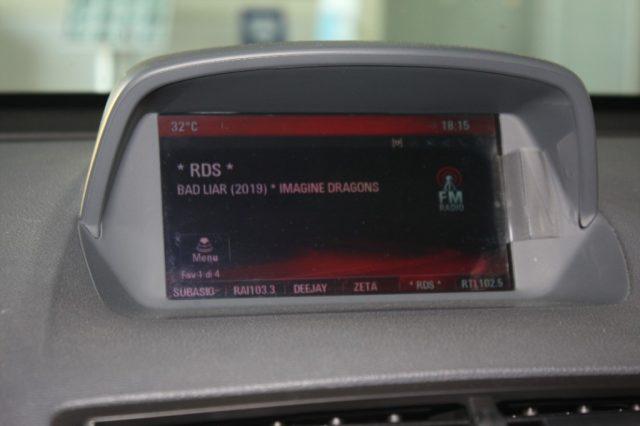 32°C 18:15
* RDS *
BAD LIAR (2019) * IMAGINE DRAGONS
FM
RADIO
Menu
Fav 1 di 4
SUBASIO- RAI103.3 DEEJAY ZETA * RDS * RTL102.5